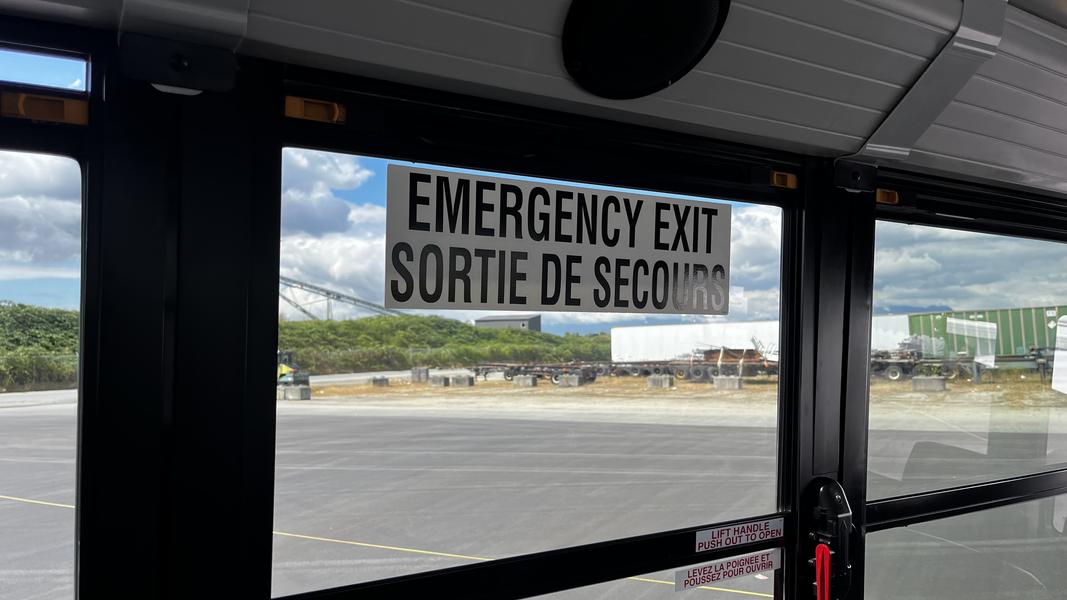 EMERGENCY EXIT
SORTIE DE SECOURS
LIFT HANDLE
PUSH OUT TO OPEN
LEVEZ LA POIGNEE ET
POUSSEZ POUR OUVRIR